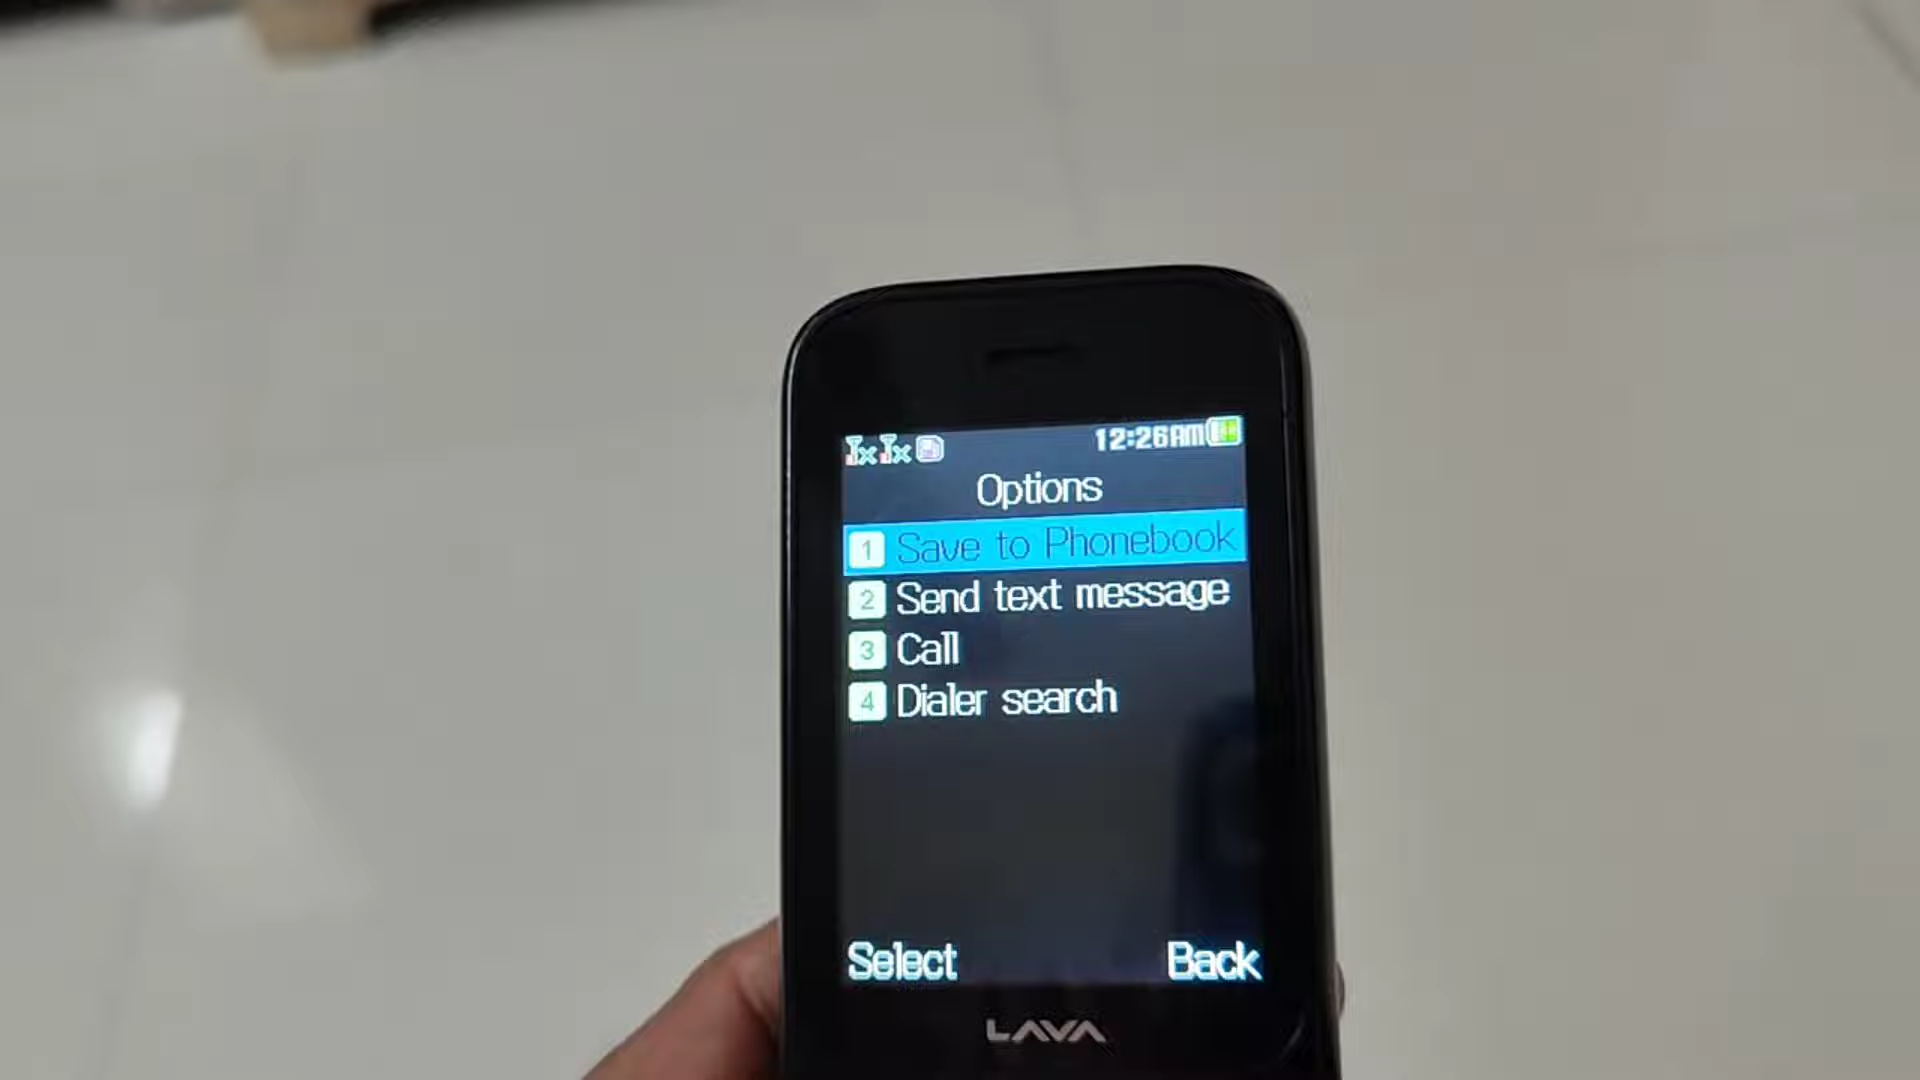 12:26AM
Options
1 Save to Phonebook
2 Send text message
3 Call
4 Dialer search
Select Back
LAVA